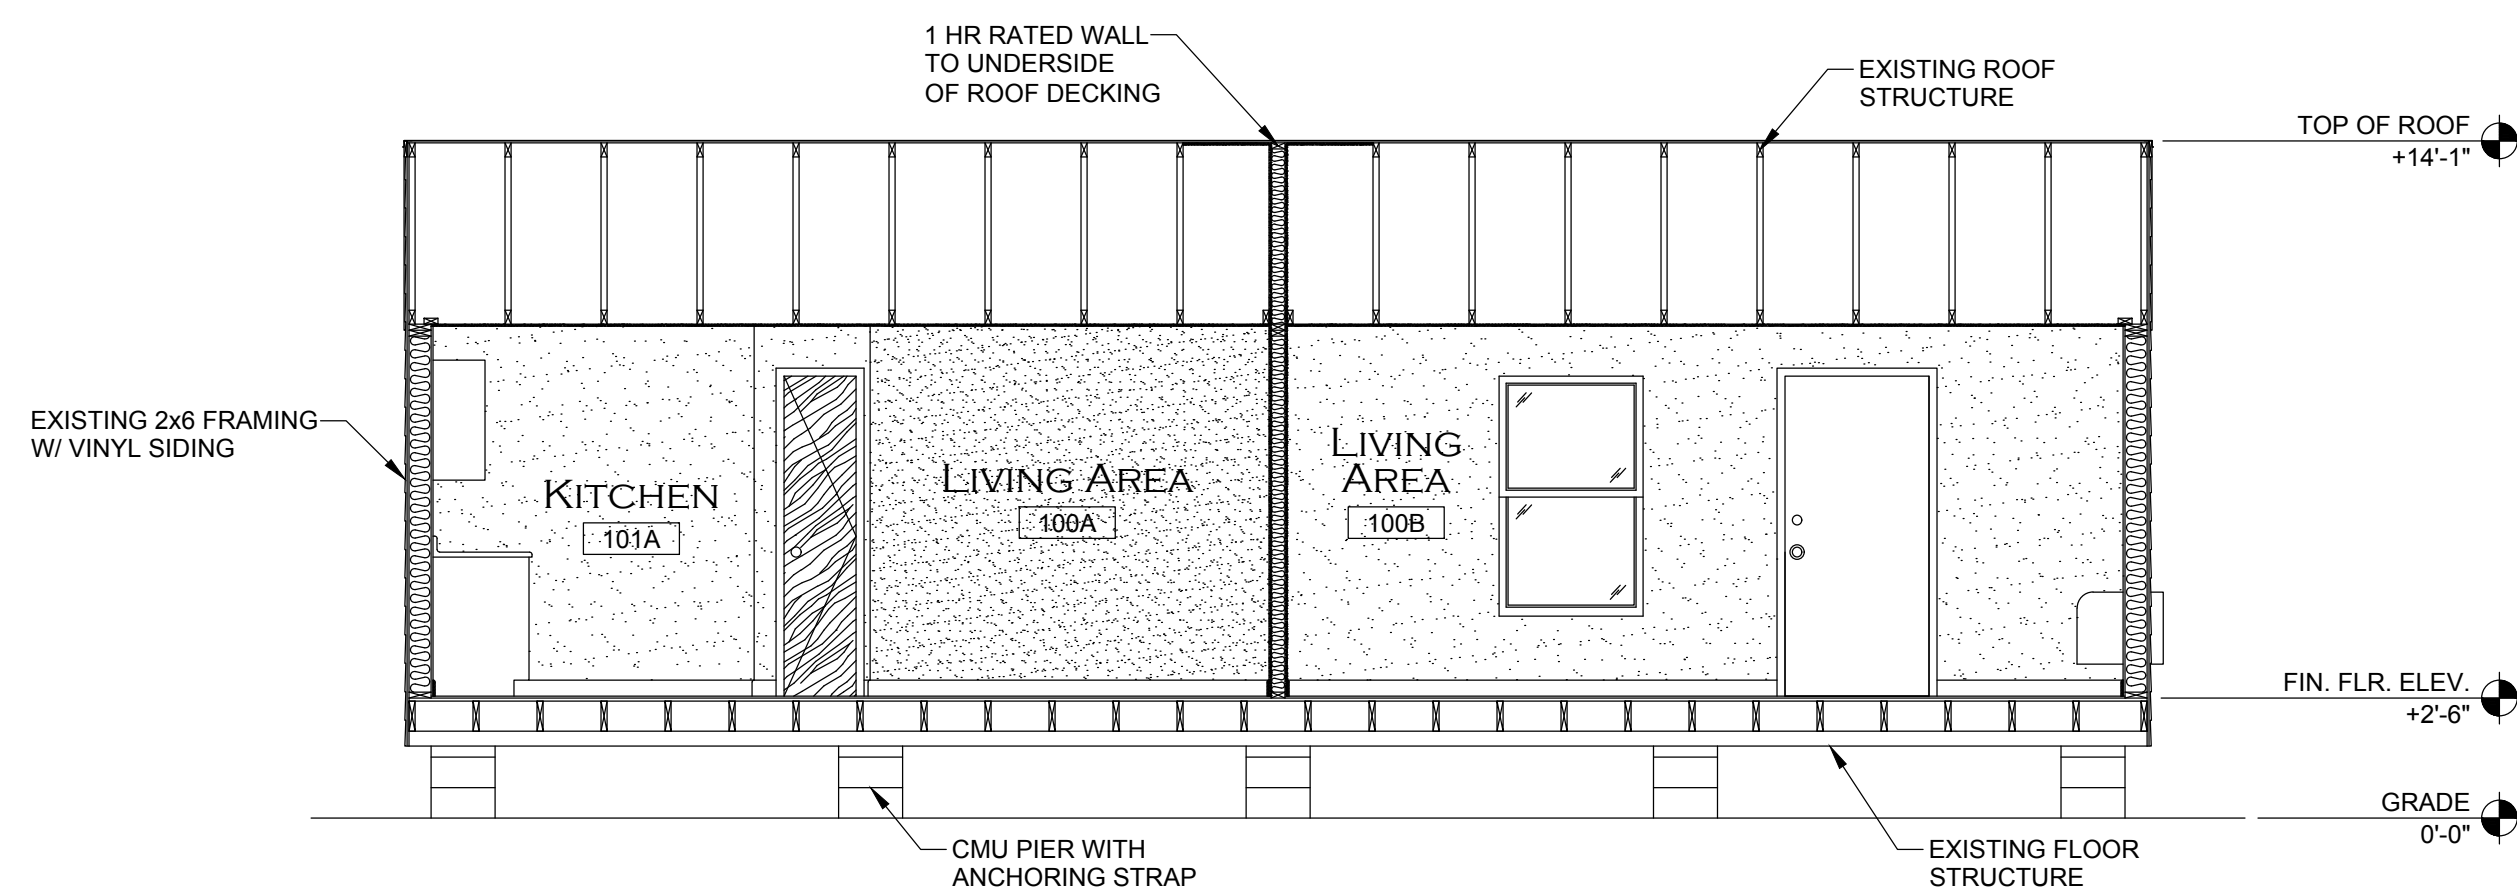 1 HR RATED WALL
TO UNDERSIDE
OF ROOF DECKING
EXISTING ROOF
STRUCTURE
TOP OF ROOF
+14'-1"
EXISTING 2x6 FRAMING
W/ VINYL SIDING
KITCHEN
101A
LIVING AREA
100A
LIVING
AREA
100B
FIN. FLR. ELEV.
+2'-6"
GRADE
0'-0"
CMU PIER WITH
ANCHORING STRAP
EXISTING FLOOR
STRUCTURE